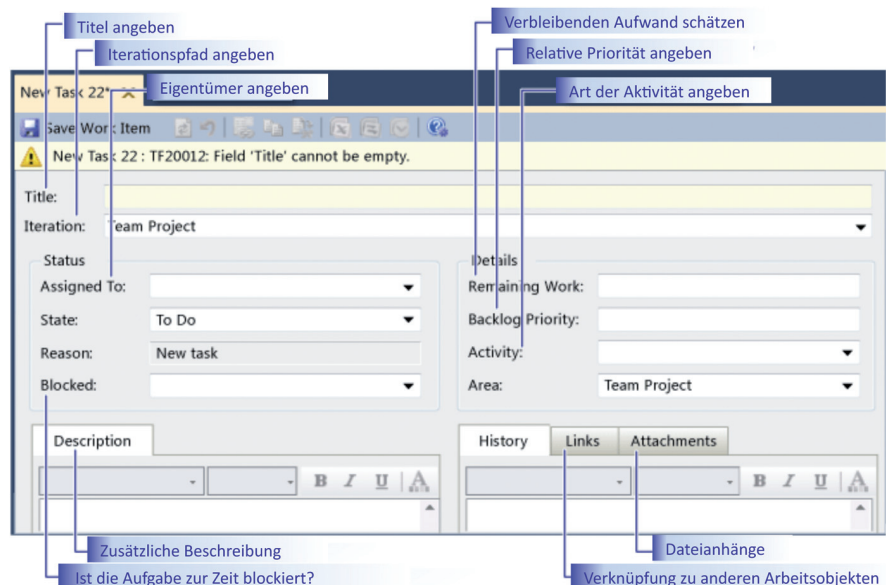 Titel angeben
Verbleibenden Aufwand schätzen
Iterationspfad angeben
Relative Priorität angeben
New Task 22*
Eigentümer angeben
Art der Aktivität angeben
Save Work Item
New Task 22 : TF20012: Field 'Title' cannot be empty.
Title:
Iteration: Team Project
Status
Details
Assigned To:
Remaining Work:
State: To Do
Backlog Priority:
Reason: New task
Activity:
Blocked:
Area: Team Project
Description
History Links Attachments
B I U A
B I U A
Zusätzliche Beschreibung
Dateianhänge
Ist die Aufgabe zur Zeit blockiert?
Verknüpfung zu anderen Arbeitsobjekten